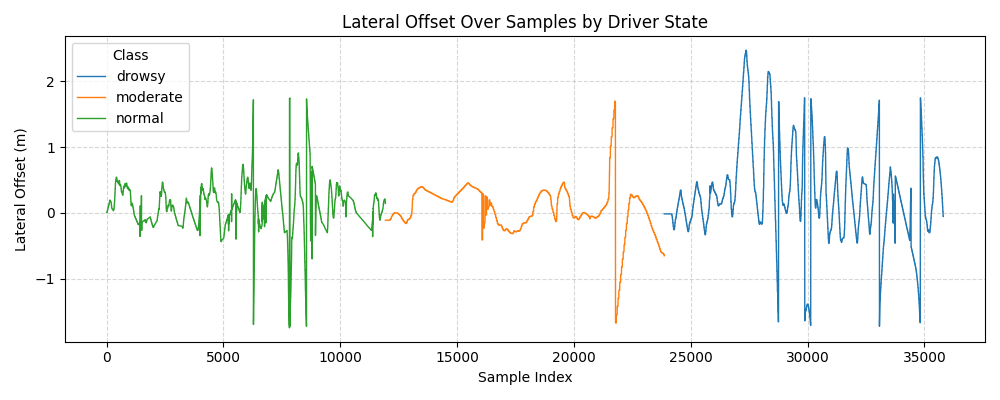 Lateral Offset Over Samples by Driver State
Class
drowsy
moderate
normal
Lateral Offset (m)
2
1
0
−1
0 5000 10000 15000 20000 25000 30000 35000
Sample Index